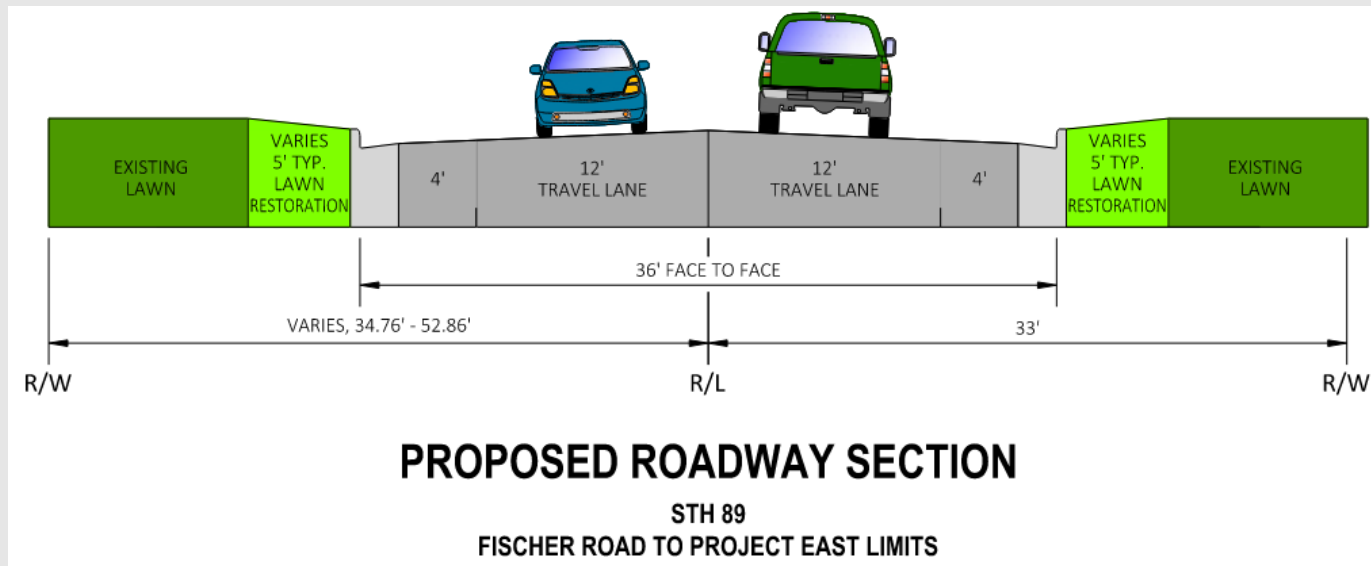 EXISTING
LAWN
VARIES
5' TYP.
LAWN
RESTORATION
4'
12'
TRAVEL LANE
12'
TRAVEL LANE
4'
VARIES
5' TYP.
LAWN
RESTORATION
EXISTING
LAWN
36' FACE TO FACE
VARIES, 34.76' - 52.86'
33'
R/W
R/L
R/W
PROPOSED ROADWAY SECTION
STH 89
FISCHER ROAD TO PROJECT EAST LIMITS